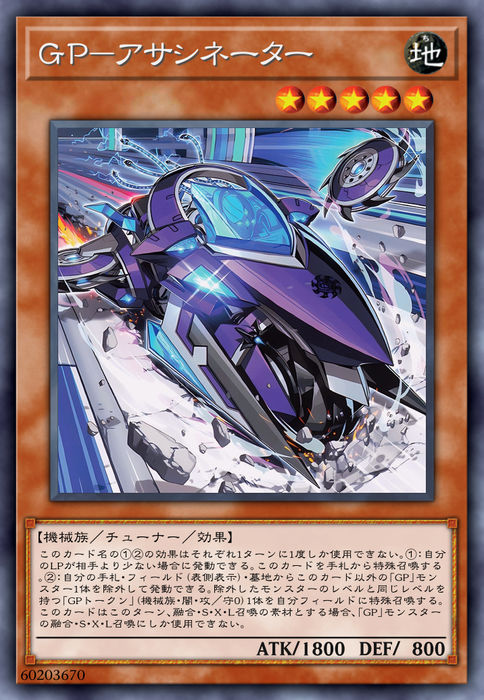 GP－アサシネーター
地
ち
【機械族／チューナー／効果】
このカード名の①②の効果はそれぞれ1ターンに1度しか使用できない。①：自分
のLPが相手より少ない場合に発動できる。このカードを手札から特殊召喚する。
②：自分の手札・フィールド（表側表示）・墓地からこのカード以外の「GP」モン
スター1体を除外して発動できる。除外したモンスターのレベルと同じレベルを
持つ「GPトークン」（機械族・闇・攻／守0）1体を自分フィールドに特殊召喚する。
このカードはこのターン、融合・S・X・L召喚の素材とする場合、「GP」モンスター
の融合・S・X・L召喚にしか使用できない。
ATK/1800 DEF/ 800
60203670